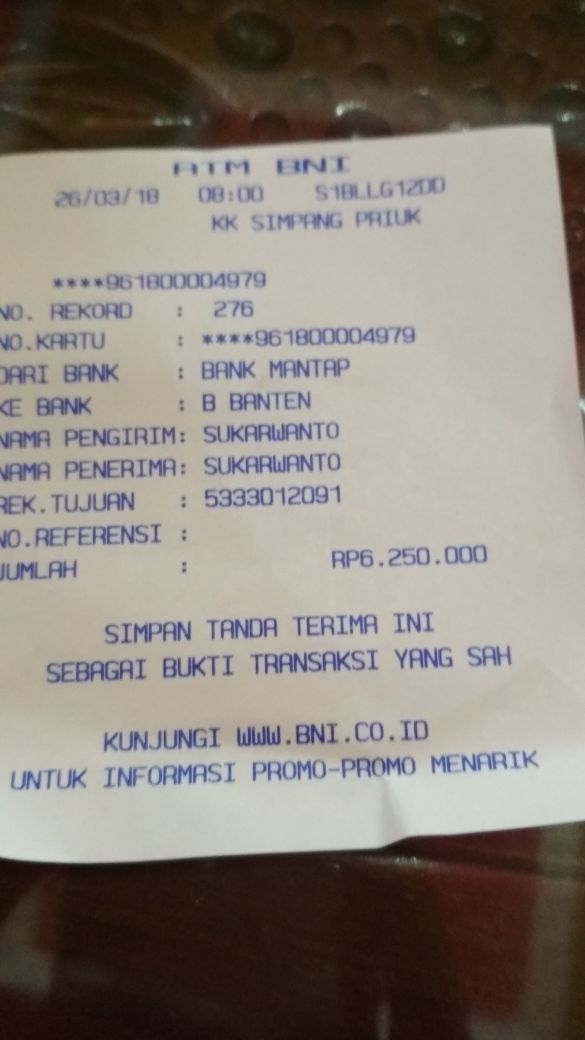 ATM BNI
26/03/18 08:00 S1BLLG12DD
KK SIMPANG PRIUK
****961800004979
NO. REKORD : 276
NO.KARTU : ****961800004979
DARI BANK : BANK MANTAP
KE BANK : B BANTEN
NAMA PENGIRIM: SUKARWANTO
NAMA PENERIMA: SUKARWANTO
REK.TUJUAN : 5333012091
NO.REFERENSI :
JUMLAH : RP6.250.000
SIMPAN TANDA TERIMA INI
SEBAGAI BUKTI TRANSAKSI YANG SAH
KUNJUNGI WWW.BNI.CO.ID
UNTUK INFORMASI PROMO-PROMO MENARIK